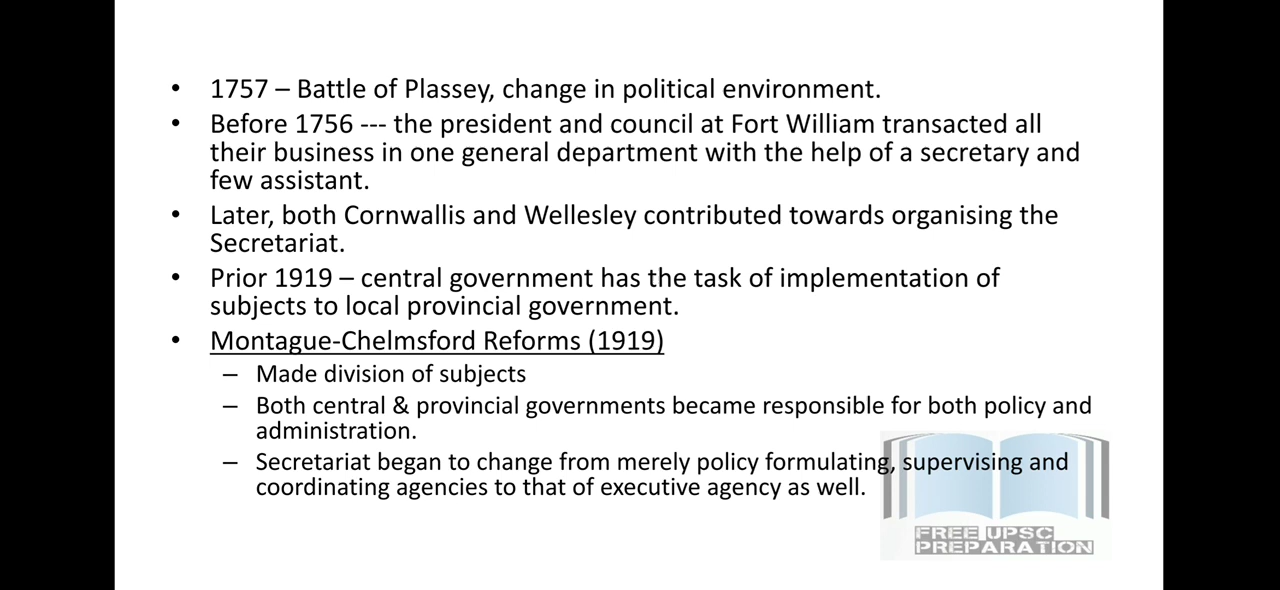 • 1757 – Battle of Plassey, change in political environment.
• Before 1756 --- the president and council at Fort William transacted all
their business in one general department with the help of a secretary and
few assistant.
• Later, both Cornwallis and Wellesley contributed towards organising the
Secretariat.
• Prior 1919 – central government has the task of implementation of
subjects to local provincial government.
• Montague-Chelmsford Reforms (1919)
– Made division of subjects
– Both central & provincial governments became responsible for both policy and
administration.
– Secretariat began to change from merely policy formulating, supervising and
coordinating agencies to that of executive agency as well.
FREE UPSC
PREPARATION